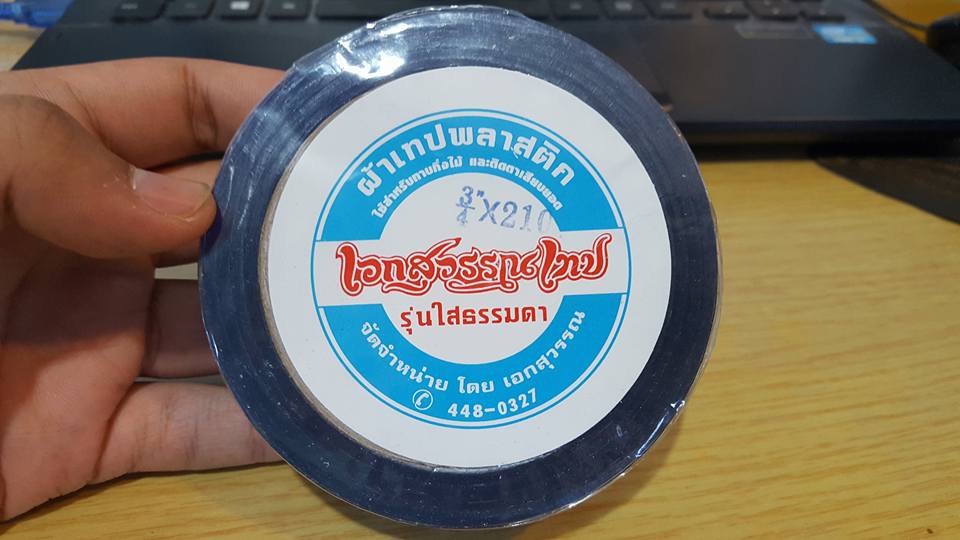 ผ้าเทปพลาสติค
ใช้สำหรับทาบกิ่งไม้ และติดตาเสียบยอด
3/4" X210
เอกสุวรรณเทป
รุ่นใสธรรมดา
จัดจำหน่าย โดย เอกสุวรรณ
448-0327